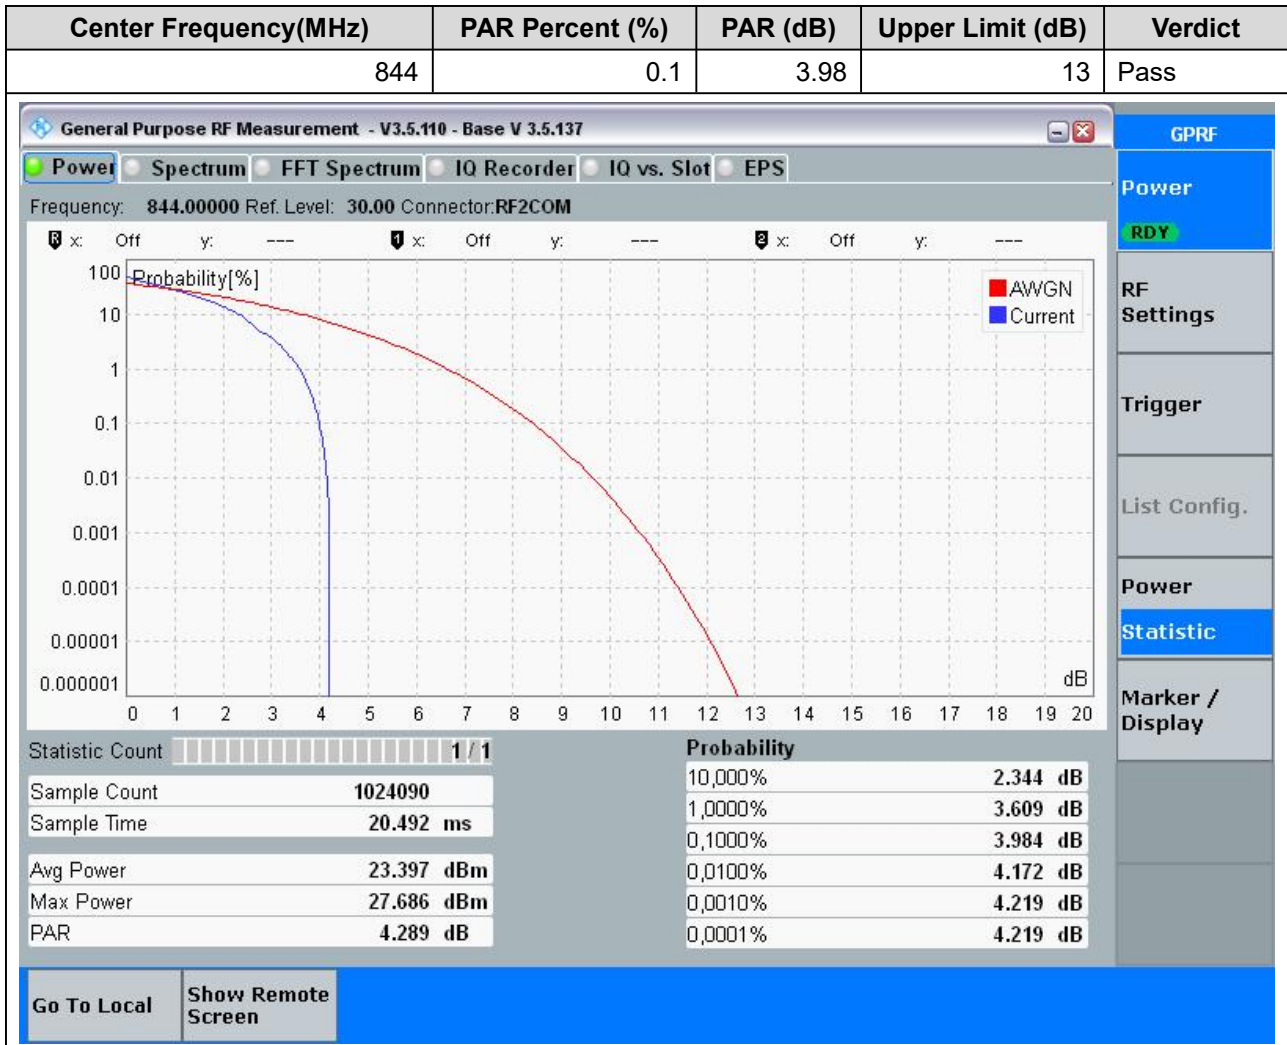 Center Frequency(MHz) PAR Percent (%) PAR (dB) Upper Limit (dB) Verdict
844 0.1 3.98 13 Pass
General Purpose RF Measurement - V3.5.110 - Base V 3.5.137
GPRF
Power Spectrum FFT Spectrum IQ Recorder IQ vs. Slot EPS
Power
RDY
Frequency: 844.00000 Ref. Level: 30.00 Connector:RF2COM
R x: Off y: --- 1 x: Off y: --- 2 x: Off y: ---
Probability[%]
100
10
1
0.1
0.01
0.001
0.0001
0.00001
0.000001
AWGN
Current
dB
0 1 2 3 4 5 6 7 8 9 10 11 12 13 14 15 16 17 18 19 20
RF
Settings
Trigger
List Config.
Power
Statistic
Marker /
Display
Statistic Count 1 / 1
Sample Count 1024090
Sample Time 20.492 ms
Avg Power 23.397 dBm
Max Power 27.686 dBm
PAR 4.289 dB
Probability
10,000% 2.344 dB
1,0000% 3.609 dB
0,1000% 3.984 dB
0,0100% 4.172 dB
0,0010% 4.219 dB
0,0001% 4.219 dB
Go To Local
Show Remote
Screen